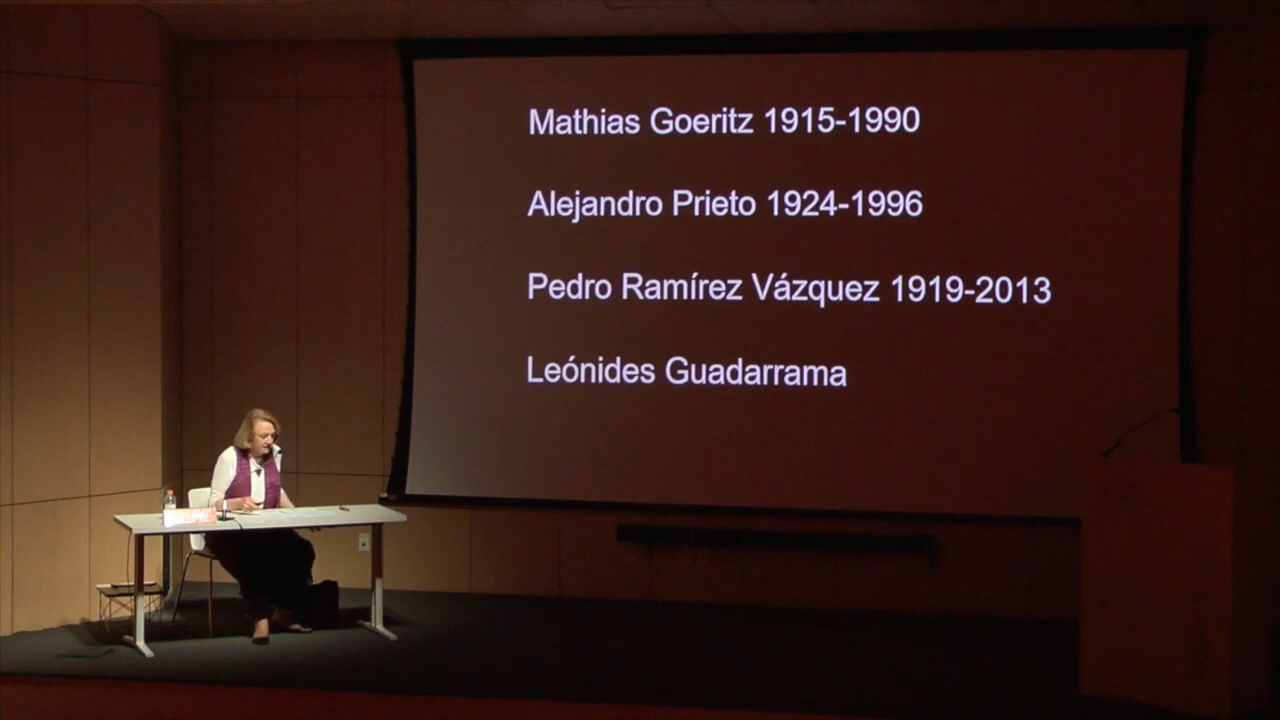 Mathias Goeritz 1915-1990
Alejandro Prieto 1924-1996
Pedro Ramírez Vázquez 1919-2013
Leónides Guadarrama